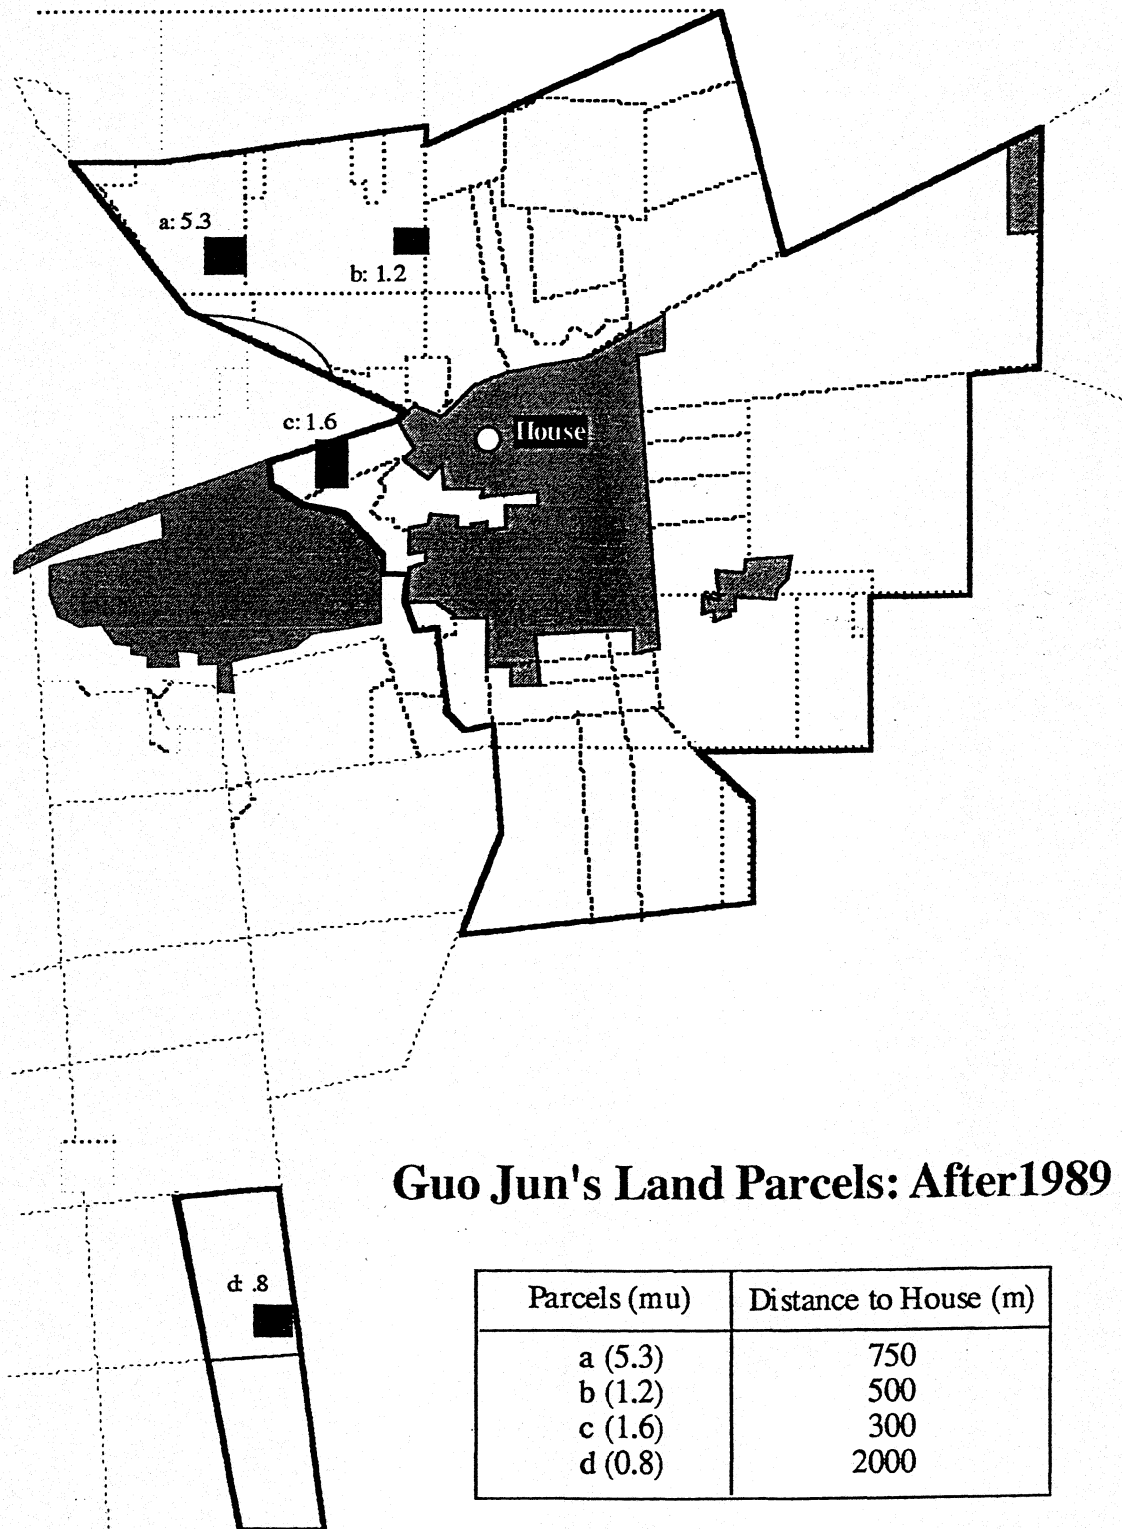 a: 5.3
b: 1.2
c: 1.6
House
Guo Jun's Land Parcels: After1989
d: .8
Parcels (mu) Distance to House (m)
a (5.3) 750
b (1.2) 500
c (1.6) 300
d (0.8) 2000